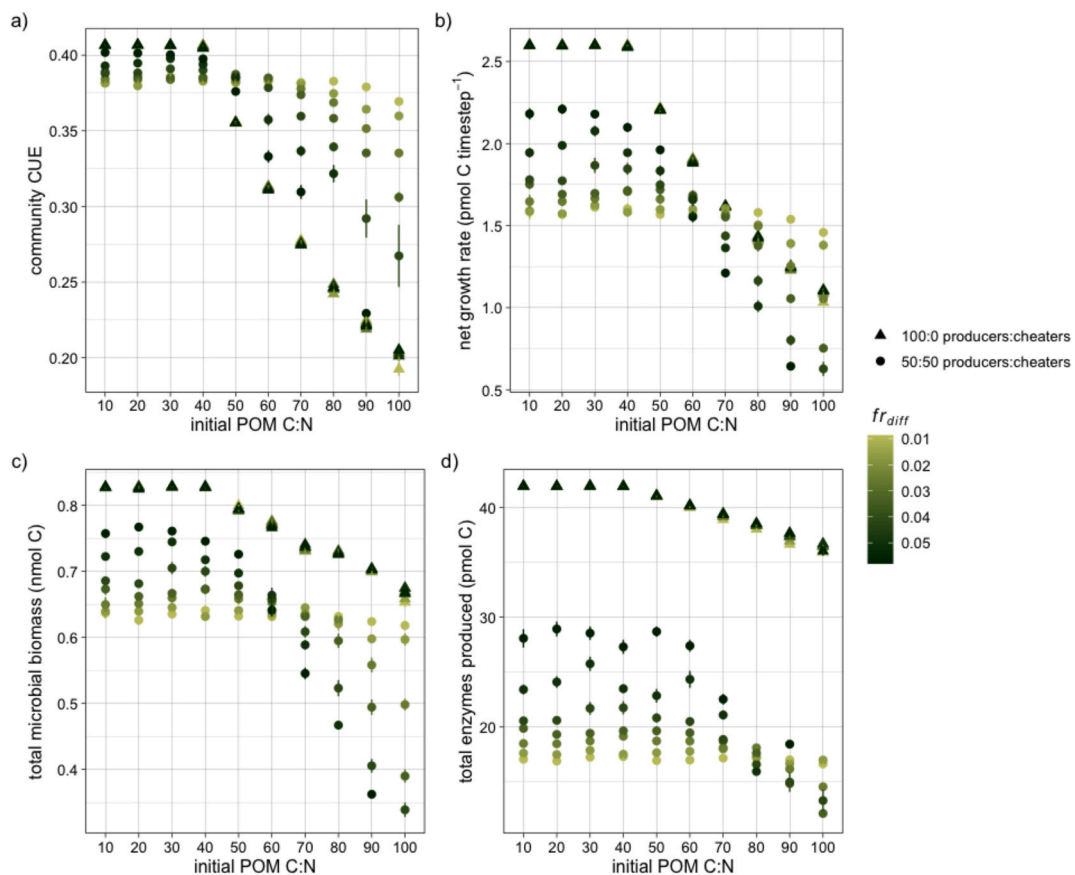 a)
community CUE
0.40
0.35
0.30
0.25
0.20
10 20 30 40 50 60 70 80 90 100
initial POM C:N
b)
net growth rate (pmol C timestep⁻¹)
2.5
2.0
1.5
1.0
0.5
10 20 30 40 50 60 70 80 90 100
initial POM C:N
100:0 producers:cheaters
50:50 producers:cheaters
fr diff
0.01
0.02
0.03
0.04
0.05
c)
total microbial biomass (nmol C)
0.8
0.7
0.6
0.5
0.4
10 20 30 40 50 60 70 80 90 100
initial POM C:N
d)
total enzymes produced (pmol C)
40
30
20
10 20 30 40 50 60 70 80 90 100
initial POM C:N